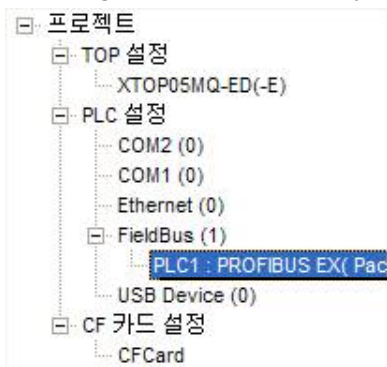 프로젝트
TOP 설정
XTOP05MQ-ED(-E)
PLC 설정
COM2 (0)
COM1 (0)
Ethernet (0)
FieldBus (1)
PLC1 : PROFIBUS EX( Pac
USB Device (0)
CF 카드 설정
CFCard